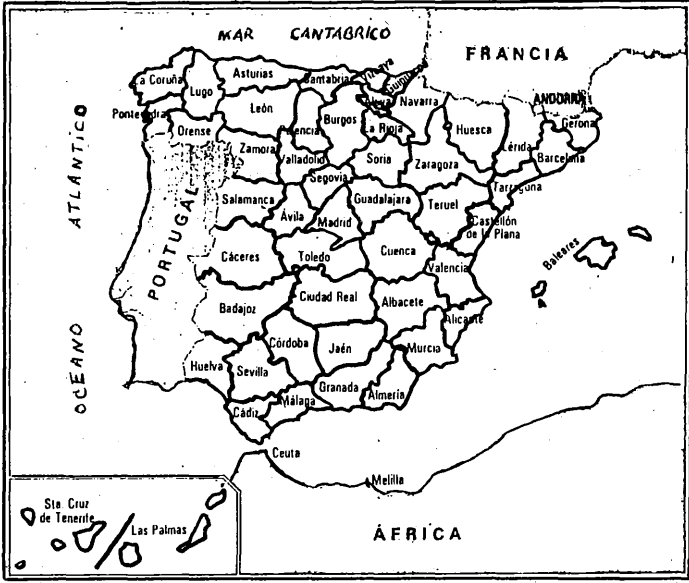 MAR CANTABRICO
FRANCIA
La Coruña
Lugo
Asturias
Cantabria
Vizcaya
Guipúzcoa
Álava
Navarra
ANDORRA
Gerona
Pontevedra
Orense
León
Palencia
Burgos
La Rioja
Huesca
Lérida
Barcelona
Zamora
Valladolid
Soria
Zaragoza
Tarragona
Segovia
Salamanca
Ávila
Madrid
Guadalajara
Teruel
Castellón
de la Plana
ATLÁNTICO
PORTUGAL
Cáceres
Toledo
Cuenca
Valencia
Baleares
Badajoz
Ciudad Real
Albacete
Alicante
OCEANO
Huelva
Sevilla
Córdoba
Jaén
Murcia
Cádiz
Málaga
Granada
Almería
Ceuta
Melilla
Sta. Cruz
de Tenerife
Las Palmas
ÁFRICA